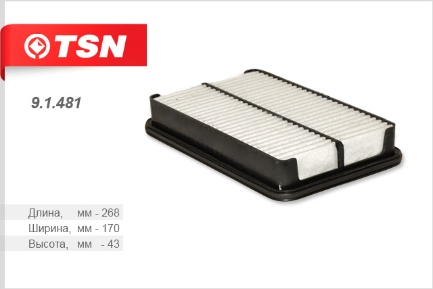 TSN
9.1.481
Длина, мм - 268
Ширина, мм - 170
Высота, мм - 43